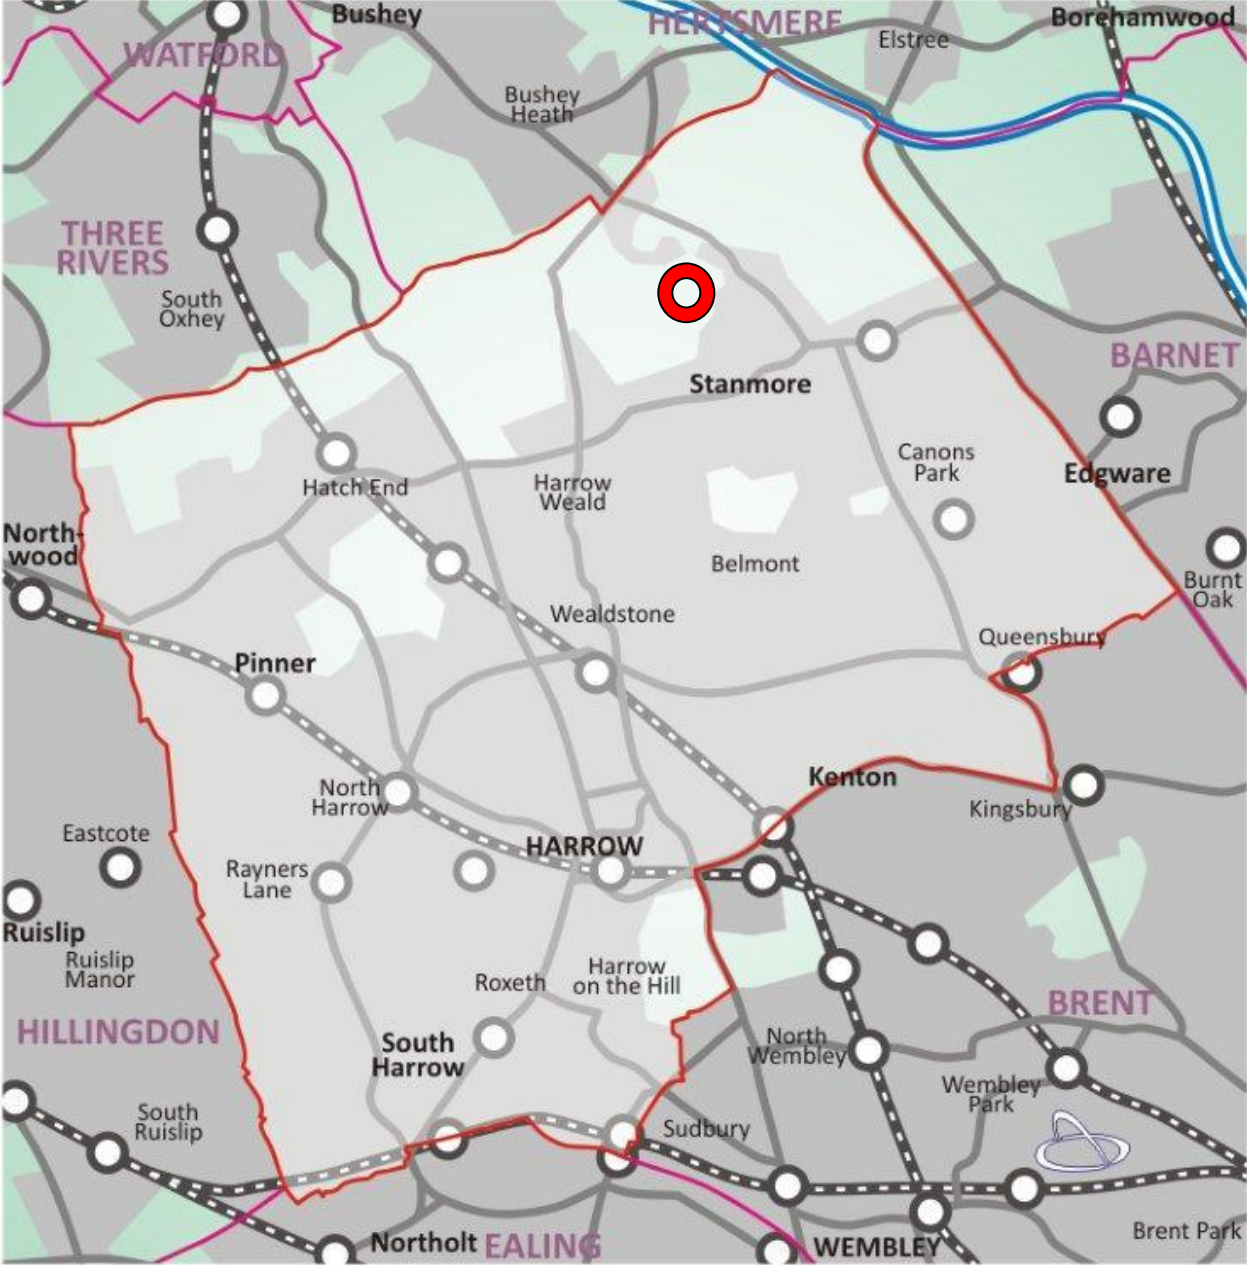 Bushey
HERTSMERE
Borehamwood
Elstree
WATFORD
Bushey
Heath
THREE
RIVERS
South
Oxhey
BARNET
Stanmore
Canons
Park
Edgware
Hatch End
Harrow
Weald
North-
wood
Belmont
Burnt
Oak
Wealdstone
Queensbury
Pinner
Kenton
North
Harrow
Kingsbury
Eastcote
HARROW
Rayners
Lane
Ruislip
Ruislip
Manor
Harrow
on the Hill
Roxeth
BRENT
HILLINGDON
South
Harrow
North
Wembley
Wembley
Park
South
Ruislip
Sudbury
Brent Park
Northolt
EALING
WEMBLEY